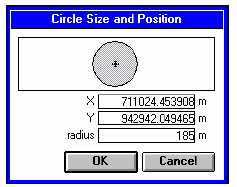 Circle Size and Position
X 711024.453908 m
Y 942942.049465 m
radius 185 m
OK Cancel